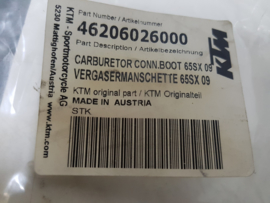 Part Number / Artikelnummer
46206026000
Part Description / Artikelbezeichnung:
CARBURETOR CONN.BOOT 65SX 09
VERGASERMANSCHETTE 65SX 09
KTM original part / KTM Originalteil
MADE IN AUSTRIA
STK
KTM - Sportmotorcycle AG
5230 Mattighofen/Austria
www.ktm.com
KTM